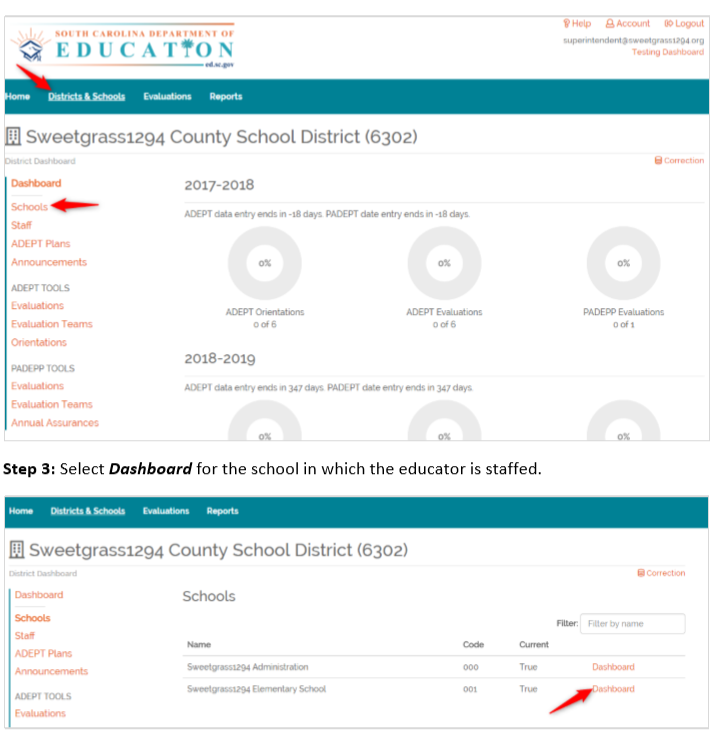 SOUTH CAROLINA DEPARTMENT OF
EDUCATION
ed.sc.gov
Help Account Logout
superintendent@sweetgrass1294.org
Testing Dashboard
Home Districts & Schools Evaluations Reports
Sweetgrass1294 County School District (6302)
District Dashboard
Correction
Dashboard
Schools
Staff
ADEPT Plans
Announcements
ADEPT TOOLS
Evaluations
Evaluation Teams
Orientations
PADEPP TOOLS
Evaluations
Evaluation Teams
Annual Assurances
2017-2018
ADEPT data entry ends in -18 days. PADEPT date entry ends in -18 days.
0% 0% 0%
ADEPT Orientations ADEPT Evaluations PADEPP Evaluations
0 of 6 0 of 6 0 of 1
2018-2019
ADEPT data entry ends in 347 days. PADEPT date entry ends in 347 days.
0% 0% 0%
Step 3: Select Dashboard for the school in which the educator is staffed.
Home Districts & Schools Evaluations Reports
Sweetgrass1294 County School District (6302)
District Dashboard
Correction
Dashboard
Schools
Staff
ADEPT Plans
Announcements
ADEPT TOOLS
Evaluations
Schools
Filter: Filter by name
Name Code Current
Sweetgrass1294 Administration 000 True Dashboard
Sweetgrass1294 Elementary School 001 True Dashboard